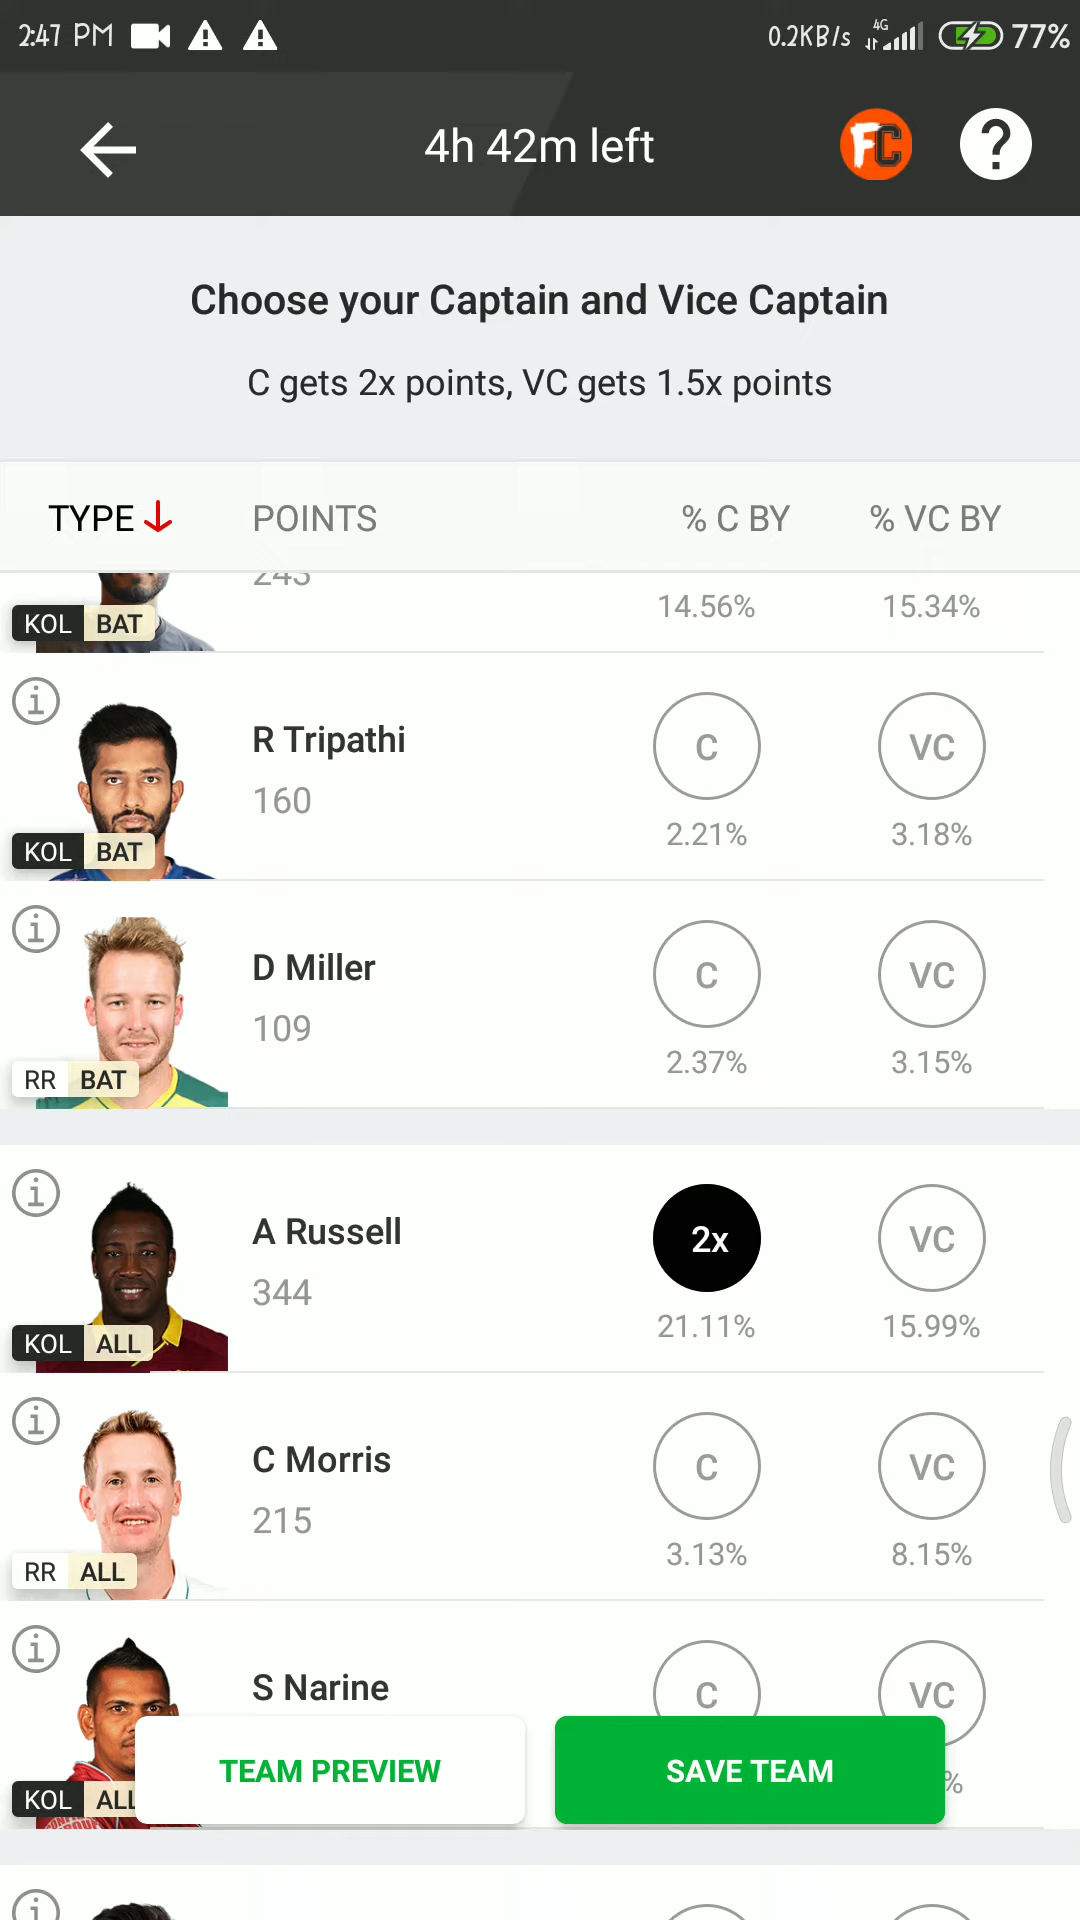 2:47 PM 0.2KB/s 4G 77%
4h 42m left FC ?
Choose your Captain and Vice Captain
C gets 2x points, VC gets 1.5x points
TYPE POINTS % C BY % VC BY
243
14.56% 15.34%
KOL BAT
R Tripathi C VC
160
2.21% 3.18%
KOL BAT
D Miller C VC
109
2.37% 3.15%
RR BAT
A Russell 2x VC
344
21.11% 15.99%
KOL ALL
C Morris C VC
215
3.13% 8.15%
RR ALL
S Narine C VC
TEAM PREVIEW SAVE TEAM
%
KOL ALL